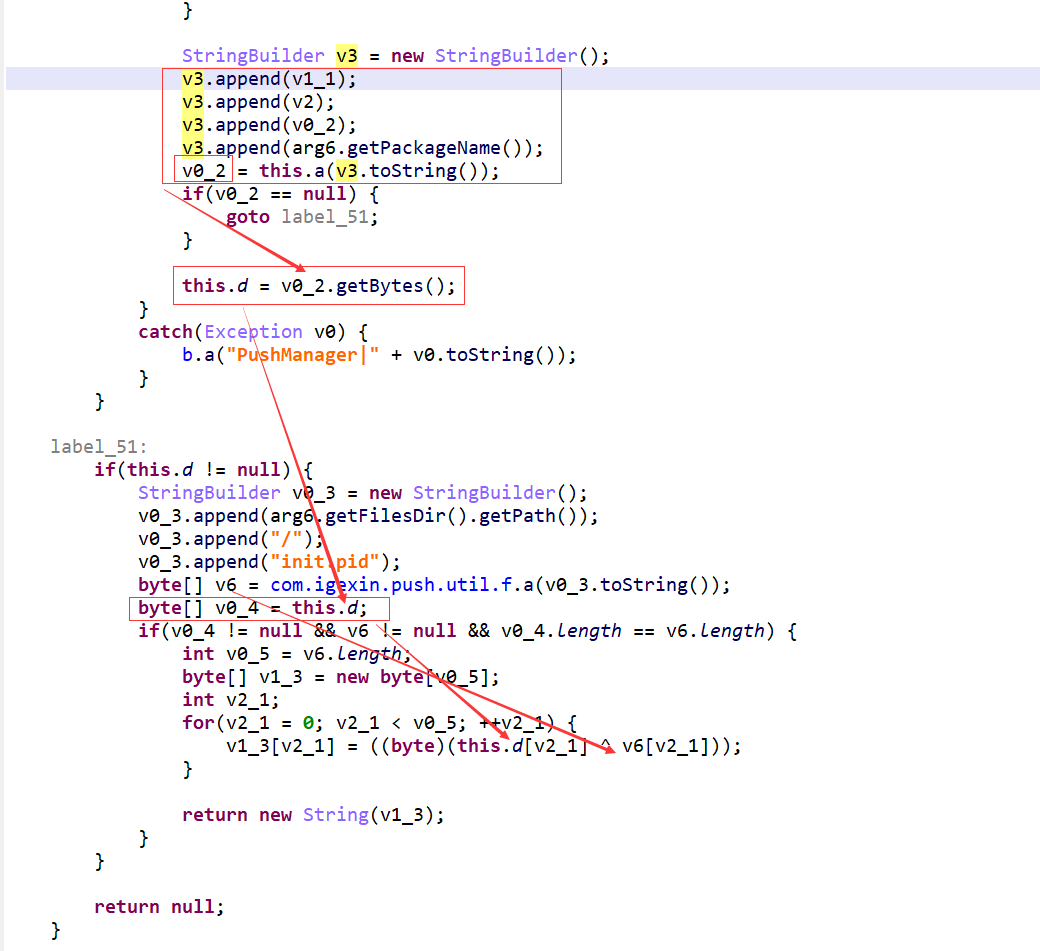 }
StringBuilder v3 = new StringBuilder();
v3.append(v1_1);
v3.append(v2);
v3.append(v0_2);
v3.append(arg6.getPackageName());
v0_2 = this.a(v3.toString());
if(v0_2 == null) {
goto label_51;
}
this.d = v0_2.getBytes();
}
catch(Exception v0) {
b.a("PushManager|" + v0.toString());
}
}
label_51:
if(this.d != null) {
StringBuilder v0_3 = new StringBuilder();
v0_3.append(arg6.getFilesDir().getPath());
v0_3.append("/");
v0_3.append("init.pid");
byte[] v6 = com.igexin.push.util.f.a(v0_3.toString());
byte[] v0_4 = this.d;
if(v0_4 != null && v6 != null && v0_4.length == v6.length) {
int v0_5 = v6.length;
byte[] v1_3 = new byte[v0_5];
int v2_1;
for(v2_1 = 0; v2_1 < v0_5; ++v2_1) {
v1_3[v2_1] = ((byte)(this.d[v2_1] ^ v6[v2_1]));
}
return new String(v1_3);
}
}
return null;
}